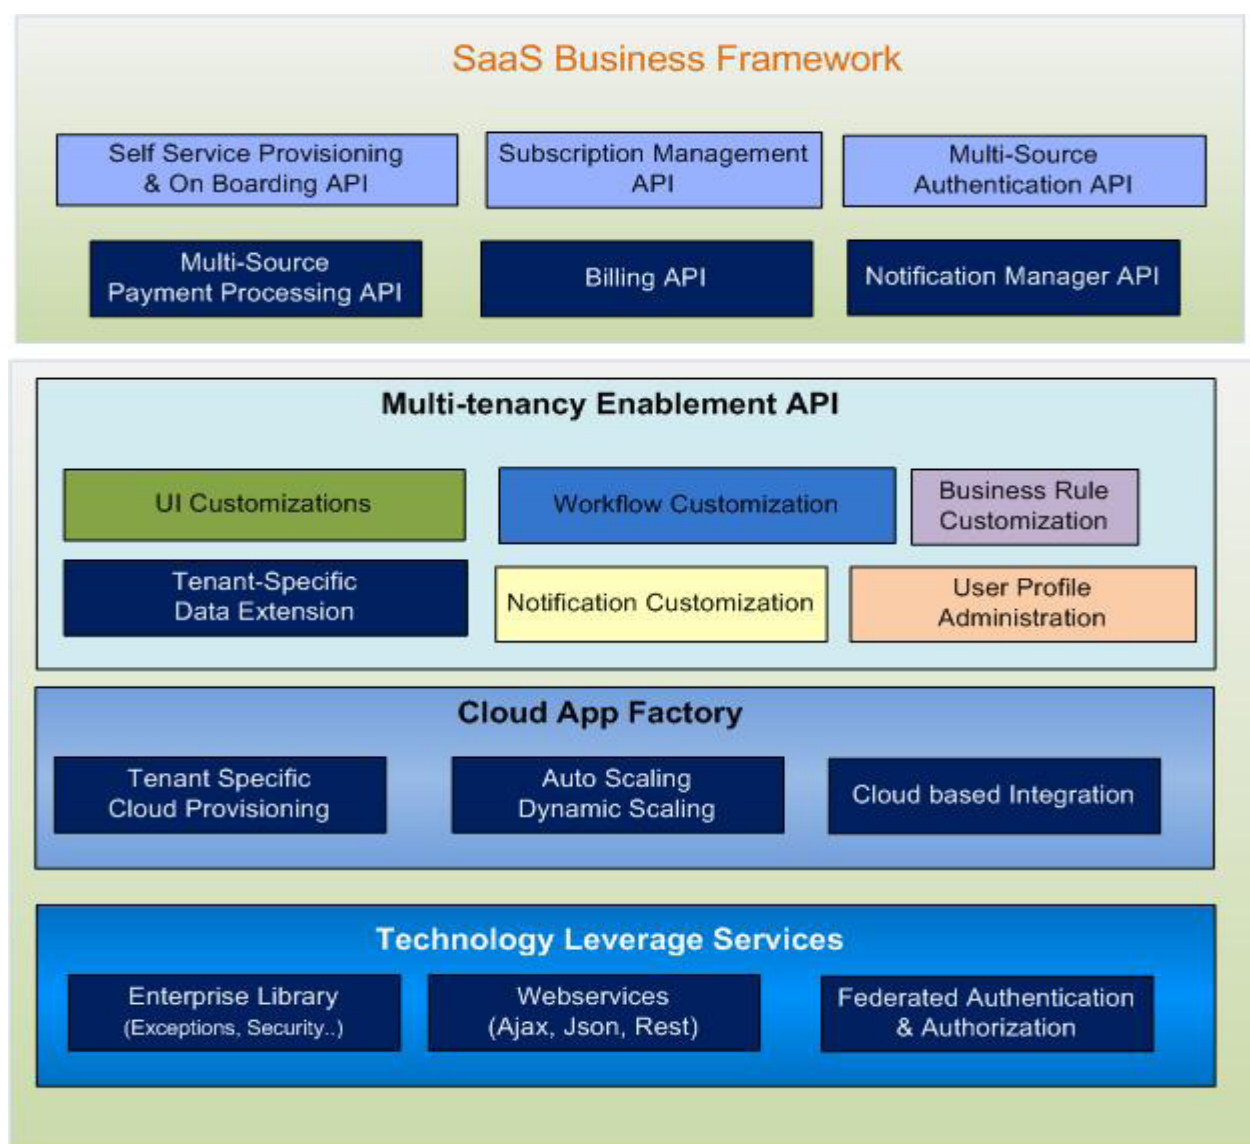 SaaS Business Framework
Self Service Provisioning
& On Boarding API
Subscription Management
API
Multi-Source
Authentication API
Multi-Source
Payment Processing API
Billing API
Notification Manager API
Multi-tenancy Enablement API
UI Customizations
Workflow Customization
Business Rule
Customization
Tenant-Specific
Data Extension
Notification Customization
User Profile
Administration
Cloud App Factory
Tenant Specific
Cloud Provisioning
Auto Scaling
Dynamic Scaling
Cloud based Integration
Technology Leverage Services
Enterprise Library
(Exceptions, Security..)
Webservices
(Ajax, Json, Rest)
Federated Authentication
& Authorization